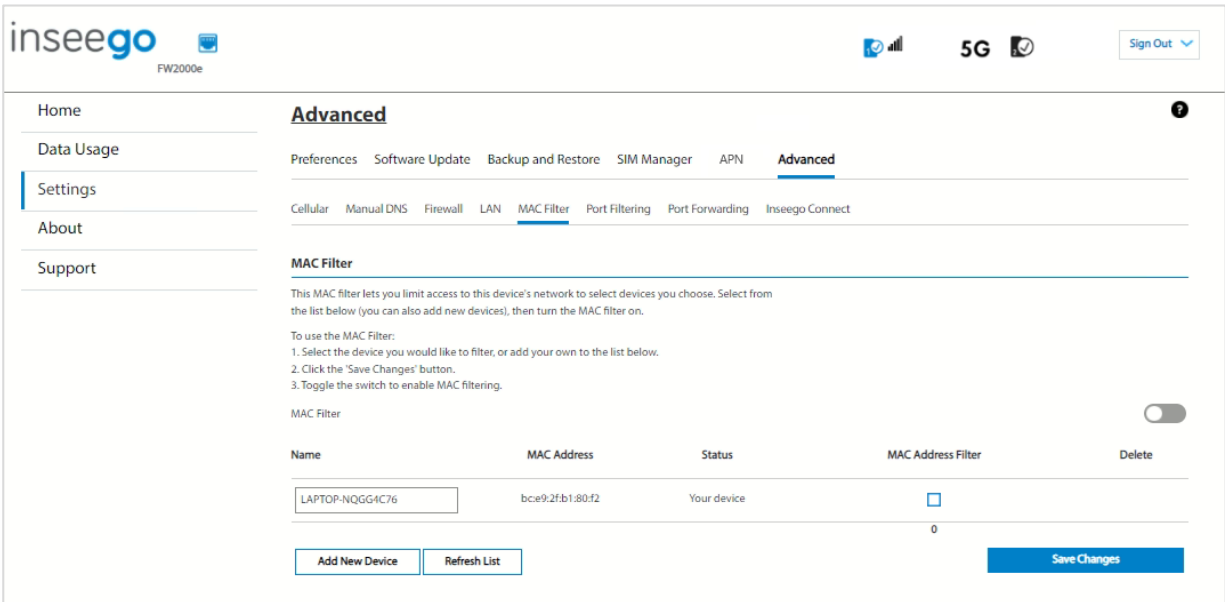 inseego
FW2000e
5G
Sign Out
Home
Data Usage
Settings
About
Support
Advanced
?
Preferences Software Update Backup and Restore SIM Manager APN Advanced
Cellular Manual DNS Firewall LAN MAC Filter Port Filtering Port Forwarding Inseego Connect
MAC Filter
This MAC filter lets you limit access to this device's network to select devices you choose. Select from
the list below (you can also add new devices), then turn the MAC filter on.
To use the MAC Filter:
1. Select the device you would like to filter, or add your own to the list below.
2. Click the 'Save Changes' button.
3. Toggle the switch to enable MAC filtering.
MAC Filter
Name MAC Address Status MAC Address Filter Delete
LAPTOP-NQGG4C76 bc:e9:2f:b1:80:f2 Your device
0
Add New Device Refresh List Save Changes